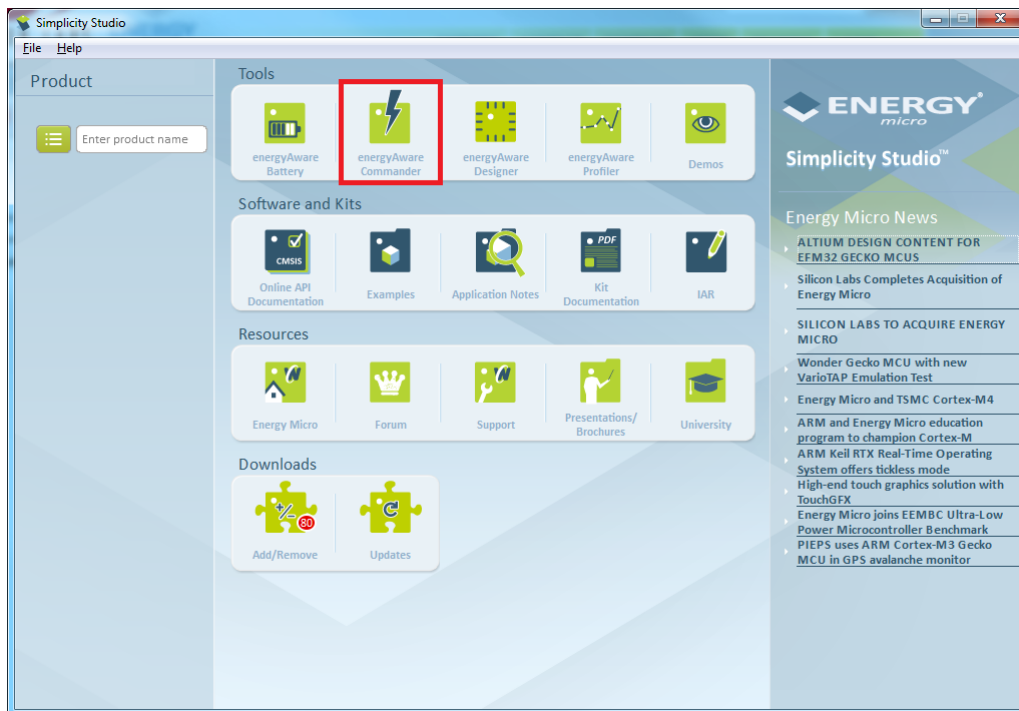 Simplicity Studio
File Help
Product
Enter product name
Tools
energyAware
Battery
energyAware
Commander
energyAware
Designer
energyAware
Profiler
Demos
Software and Kits
CMSIS
Online API
Documentation
Examples
Application Notes
PDF
Kit
Documentation
IAR
Resources
Energy Micro
Forum
Support
Presentations/
Brochures
University
Downloads
80
Add/Remove
Updates
ENERGY
micro
Simplicity Studio™
Energy Micro News
ALTIUM DESIGN CONTENT FOR
EFM32 GECKO MCUS
Silicon Labs Completes Acquisition of
Energy Micro
SILICON LABS TO ACQUIRE ENERGY
MICRO
Wonder Gecko MCU with new
VarioTAP Emulation Test
Energy Micro and TSMC Cortex-M4
ARM and Energy Micro education
program to champion Cortex-M
ARM Keil RTX Real-Time Operating
System offers tickless mode
High-end touch graphics solution with
TouchGFX
Energy Micro joins EEMBC Ultra-Low
Power Microcontroller Benchmark
PIEPS uses ARM Cortex-M3 Gecko
MCU in GPS avalanche monitor